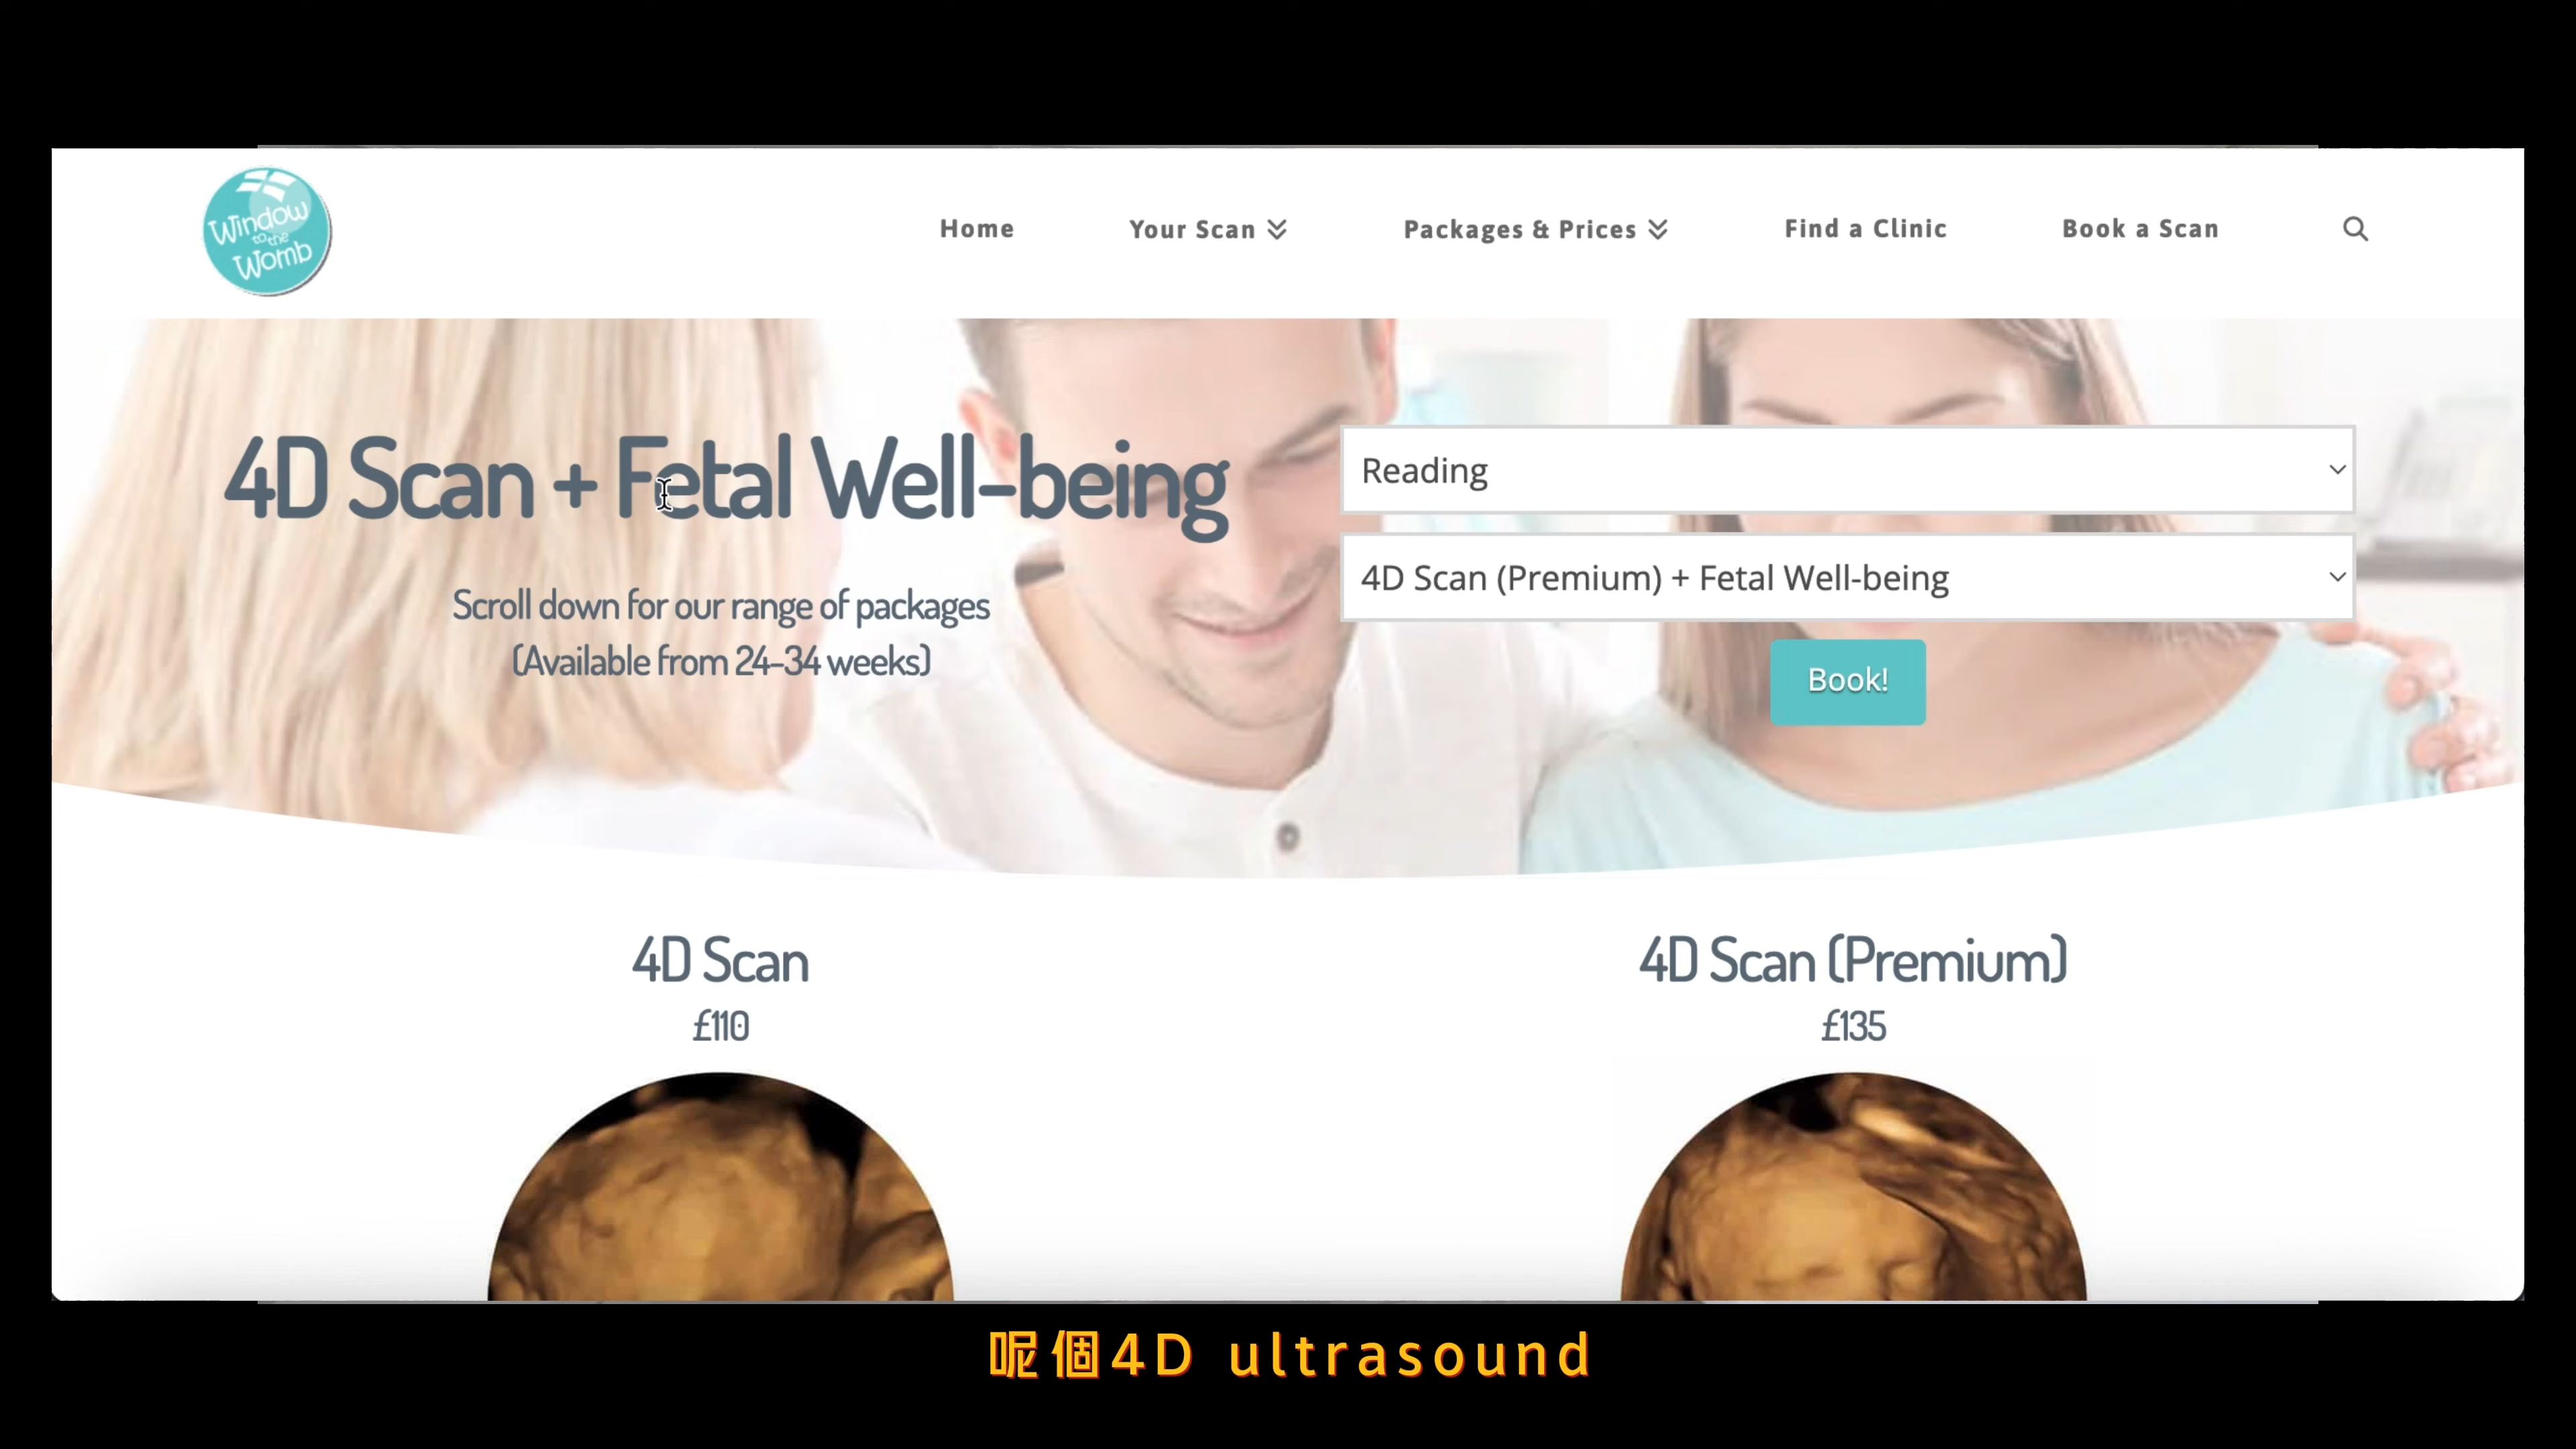 Window
to the
Womb
Home
Your Scan
Packages & Prices
Find a Clinic
Book a Scan
4D Scan + Fetal Well-being
Scroll down for our range of packages
(Available from 24-34 weeks)
Reading
4D Scan (Premium) + Fetal Well-being
Book!
4D Scan
£110
4D Scan (Premium)
£135
呢個4D ultrasound